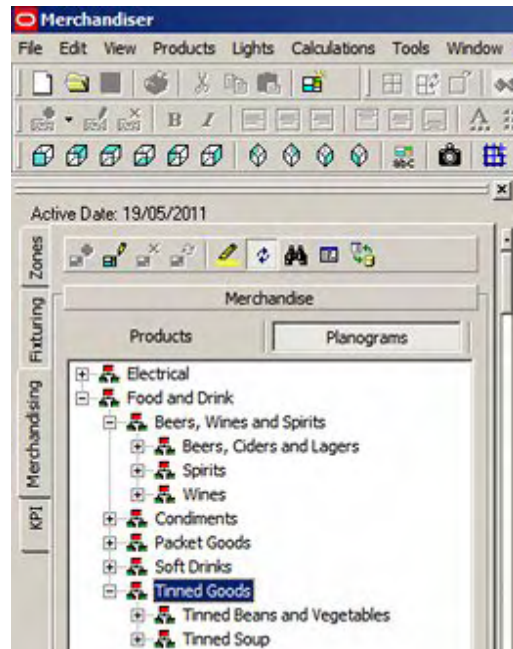 Merchandiser
File Edit View Products Lights Calculations Tools Window
B I A
abc
Active Date: 19/05/2011
Zones
Fixturing
Merchandising
KPI
Merchandise
Products Planograms
Electrical
Food and Drink
Beers, Wines and Spirits
Beers, Ciders and Lagers
Spirits
Wines
Condiments
Packet Goods
Soft Drinks
Tinned Goods
Tinned Beans and Vegetables
Tinned Soup